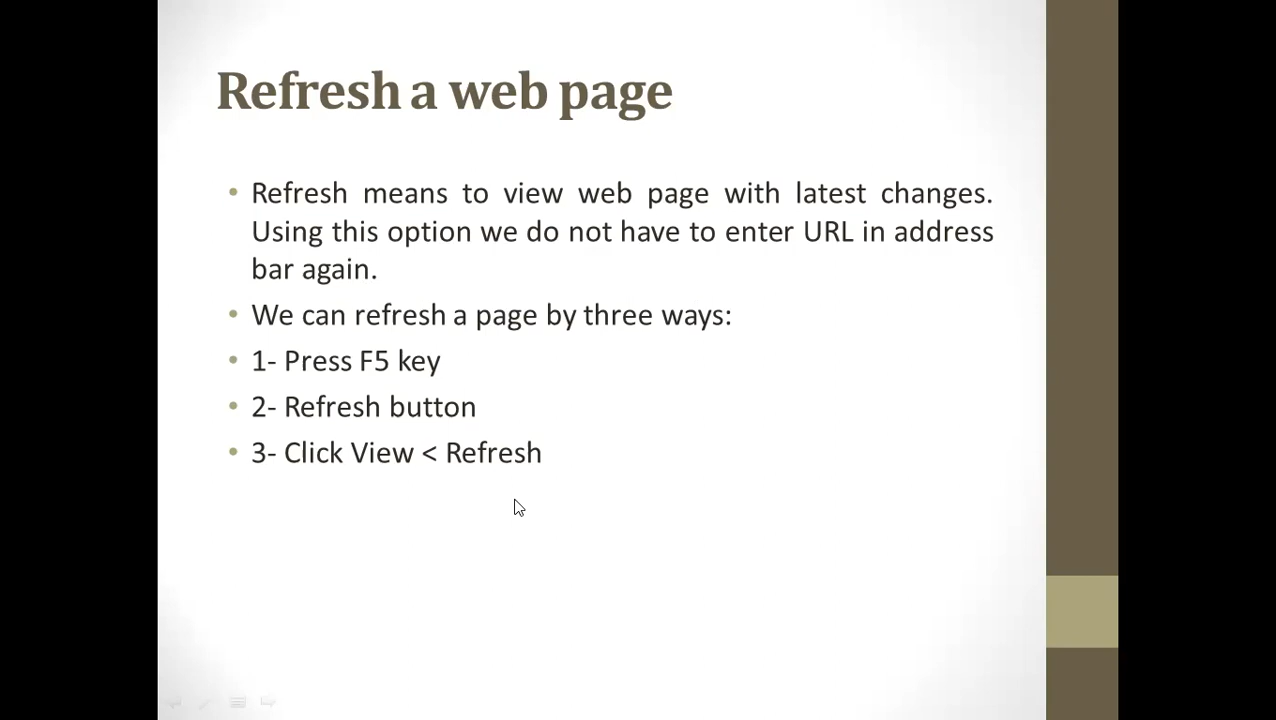 Refresh a web page
• Refresh means to view web page with latest changes.
Using this option we do not have to enter URL in address
bar again.
• We can refresh a page by three ways:
• 1- Press F5 key
• 2- Refresh button
• 3- Click View < Refresh